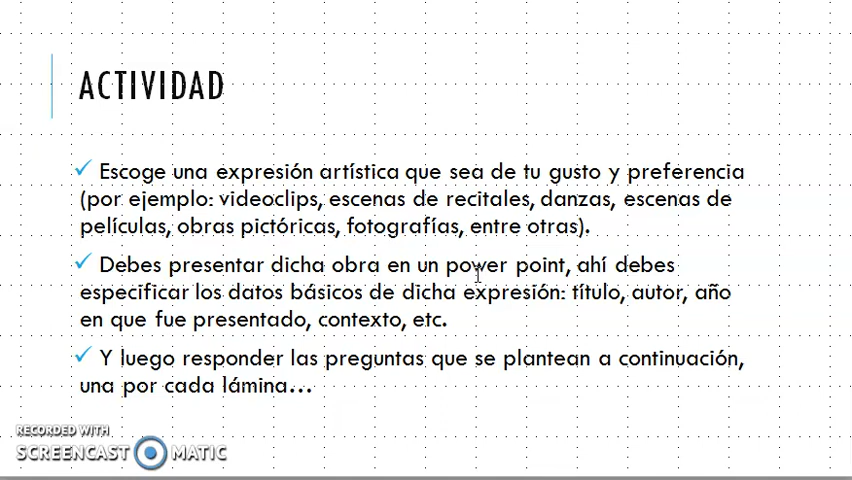 ACTIVIDAD
✓ Escoge una expresión artística que sea de tu gusto y preferencia
(por ejemplo: videoclips, escenas de recitales, danzas, escenas de
películas, obras pictóricas, fotografías, entre otras).
✓ Debes presentar dicha obra en un power point, ahí debes
especificar los datos básicos de dicha expresión: título, autor, año
en que fue presentado, contexto, etc.
✓ Y luego responder las preguntas que se plantean a continuación,
una por cada lámina...
RECORDED WITH
SCREENCAST MATIC